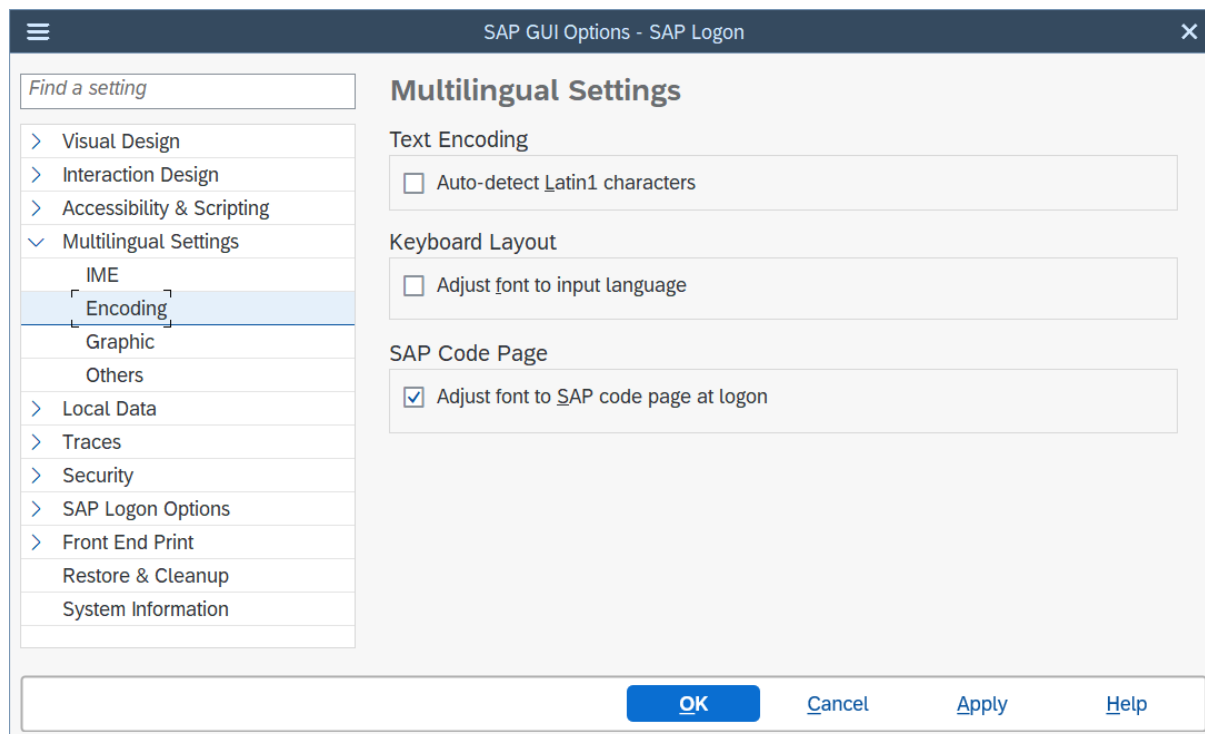 SAP GUI Options - SAP Logon
Find a setting
Visual Design
Interaction Design
Accessibility & Scripting
Multilingual Settings
IME
Encoding
Graphic
Others
Local Data
Traces
Security
SAP Logon Options
Front End Print
Restore & Cleanup
System Information
Multilingual Settings
Text Encoding
Auto-detect Latin1 characters
Keyboard Layout
Adjust font to input language
SAP Code Page
Adjust font to SAP code page at logon
OK Cancel Apply Help